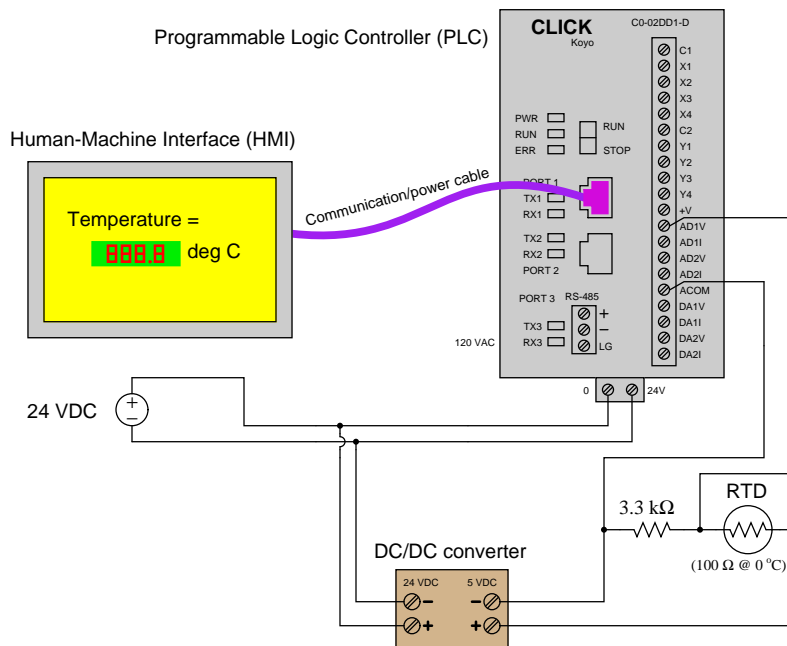 Programmable Logic Controller (PLC)
CLICK
Koyo
C0-02DD1-D
C1
X1
X2
X3
X4
C2
Y1
Y2
Y3
Y4
+V
AD1V
AD1I
AD2V
AD2I
ACOM
DA1V
DA1I
DA2V
DA2I
PWR
RUN
ERR
RUN
STOP
PORT 1
TX1
RX1
TX2
RX2
PORT 2
PORT 3
RS-485
+
−
LG
TX3
RX3
120 VAC
0
24V
Human-Machine Interface (HMI)
Temperature =
888.8 deg C
Communication/power cable
24 VDC
+
−
3.3 kΩ
RTD
(100 Ω @ 0 °C)
DC/DC converter
24 VDC
5 VDC
−
−
+
+